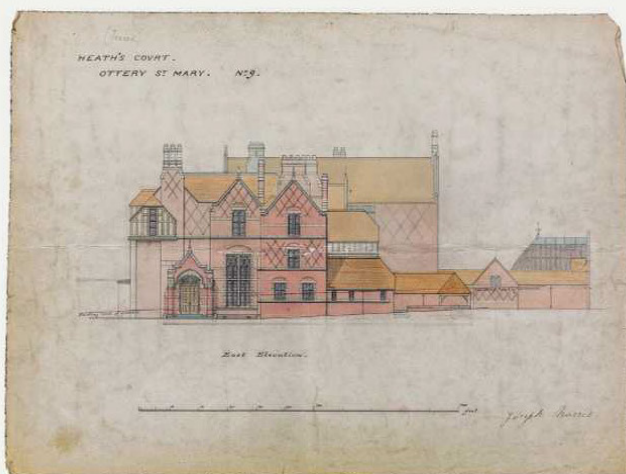 HEATH'S COURT.
OTTERY ST MARY. No 9.
East Elevation.
feet
Joseph Morris